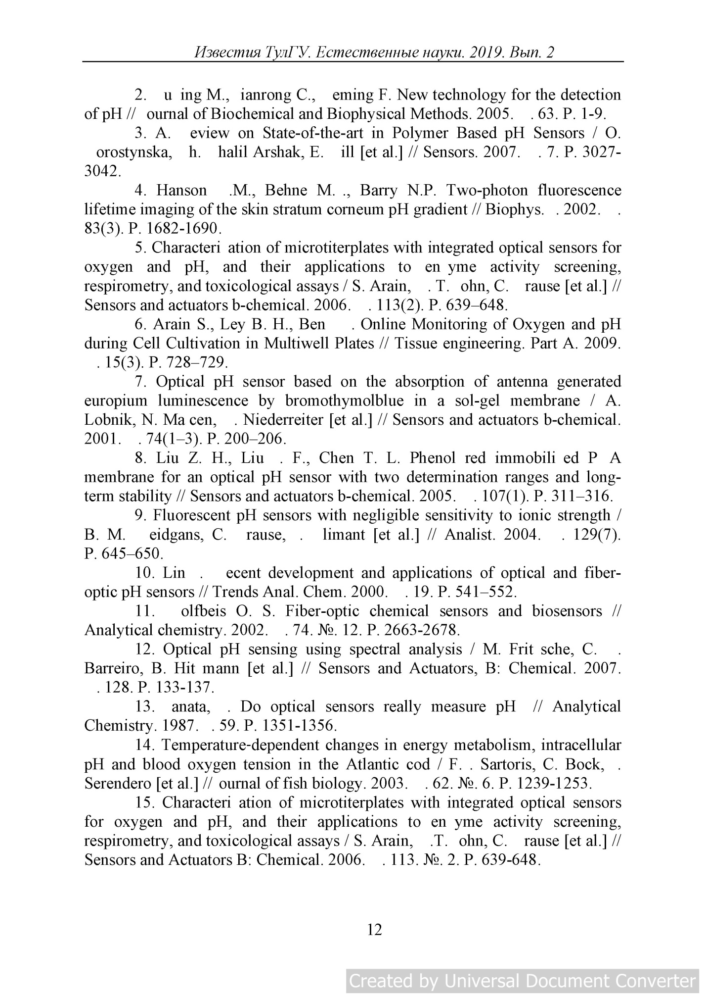 Известия ТулГУ. Естественные науки. 2019. Вып. 2
2. u ing M., ianrong C., eming F. New technology for the detection
of pH // ournal of Biochemical and Biophysical Methods. 2005. . 63. P. 1-9.
3. A. eview on State-of-the-art in Polymer Based pH Sensors / O.
orostynska, h. halil Arshak, E. ill [et al.] // Sensors. 2007. . 7. P. 3027-
3042.
4. Hanson .M., Behne M. ., Barry N.P. Two-photon fluorescence
lifetime imaging of the skin stratum corneum pH gradient // Biophys. . 2002. .
83(3). P. 1682-1690.
5. Characteri ation of microtiterplates with integrated optical sensors for
oxygen and pH, and their applications to en yme activity screening,
respirometry, and toxicological assays / S. Arain, . T. ohn, C. rause [et al.] //
Sensors and actuators b-chemical. 2006. . 113(2). P. 639–648.
6. Arain S., Ley B. H., Ben . Online Monitoring of Oxygen and pH
during Cell Cultivation in Multiwell Plates // Tissue engineering. Part A. 2009.
. 15(3). P. 728–729.
7. Optical pH sensor based on the absorption of antenna generated
europium luminescence by bromothymolblue in a sol-gel membrane / A.
Lobnik, N. Ma cen, . Niederreiter [et al.] // Sensors and actuators b-chemical.
2001. . 74(1–3). P. 200–206.
8. Liu Z. H., Liu . F., Chen T. L. Phenol red immobili ed P A
membrane for an optical pH sensor with two determination ranges and long-
term stability // Sensors and actuators b-chemical. 2005. . 107(1). P. 311–316.
9. Fluorescent pH sensors with negligible sensitivity to ionic strength /
B. M. eidgans, C. rause, . limant [et al.] // Analist. 2004. . 129(7).
P. 645–650.
10. Lin . ecent development and applications of optical and fiber-
optic pH sensors // Trends Anal. Chem. 2000. . 19. P. 541–552.
11. olfbeis O. S. Fiber-optic chemical sensors and biosensors //
Analytical chemistry. 2002. . 74. №. 12. P. 2663-2678.
12. Optical pH sensing using spectral analysis / M. Frit sche, C. .
Barreiro, B. Hit mann [et al.] // Sensors and Actuators, B: Chemical. 2007.
. 128. P. 133-137.
13. anata, . Do optical sensors really measure pH // Analytical
Chemistry. 1987. . 59. P. 1351-1356.
14. Temperature-dependent changes in energy metabolism, intracellular
pH and blood oxygen tension in the Atlantic cod / F. . Sartoris, C. Bock, .
Serendero [et al.] // ournal of fish biology. 2003. . 62. №. 6. P. 1239-1253.
15. Characteri ation of microtiterplates with integrated optical sensors
for oxygen and pH, and their applications to en yme activity screening,
respirometry, and toxicological assays / S. Arain, .T. ohn, C. rause [et al.] //
Sensors and Actuators B: Chemical. 2006. . 113. №. 2. P. 639-648.
12
Created by Universal Document Converter